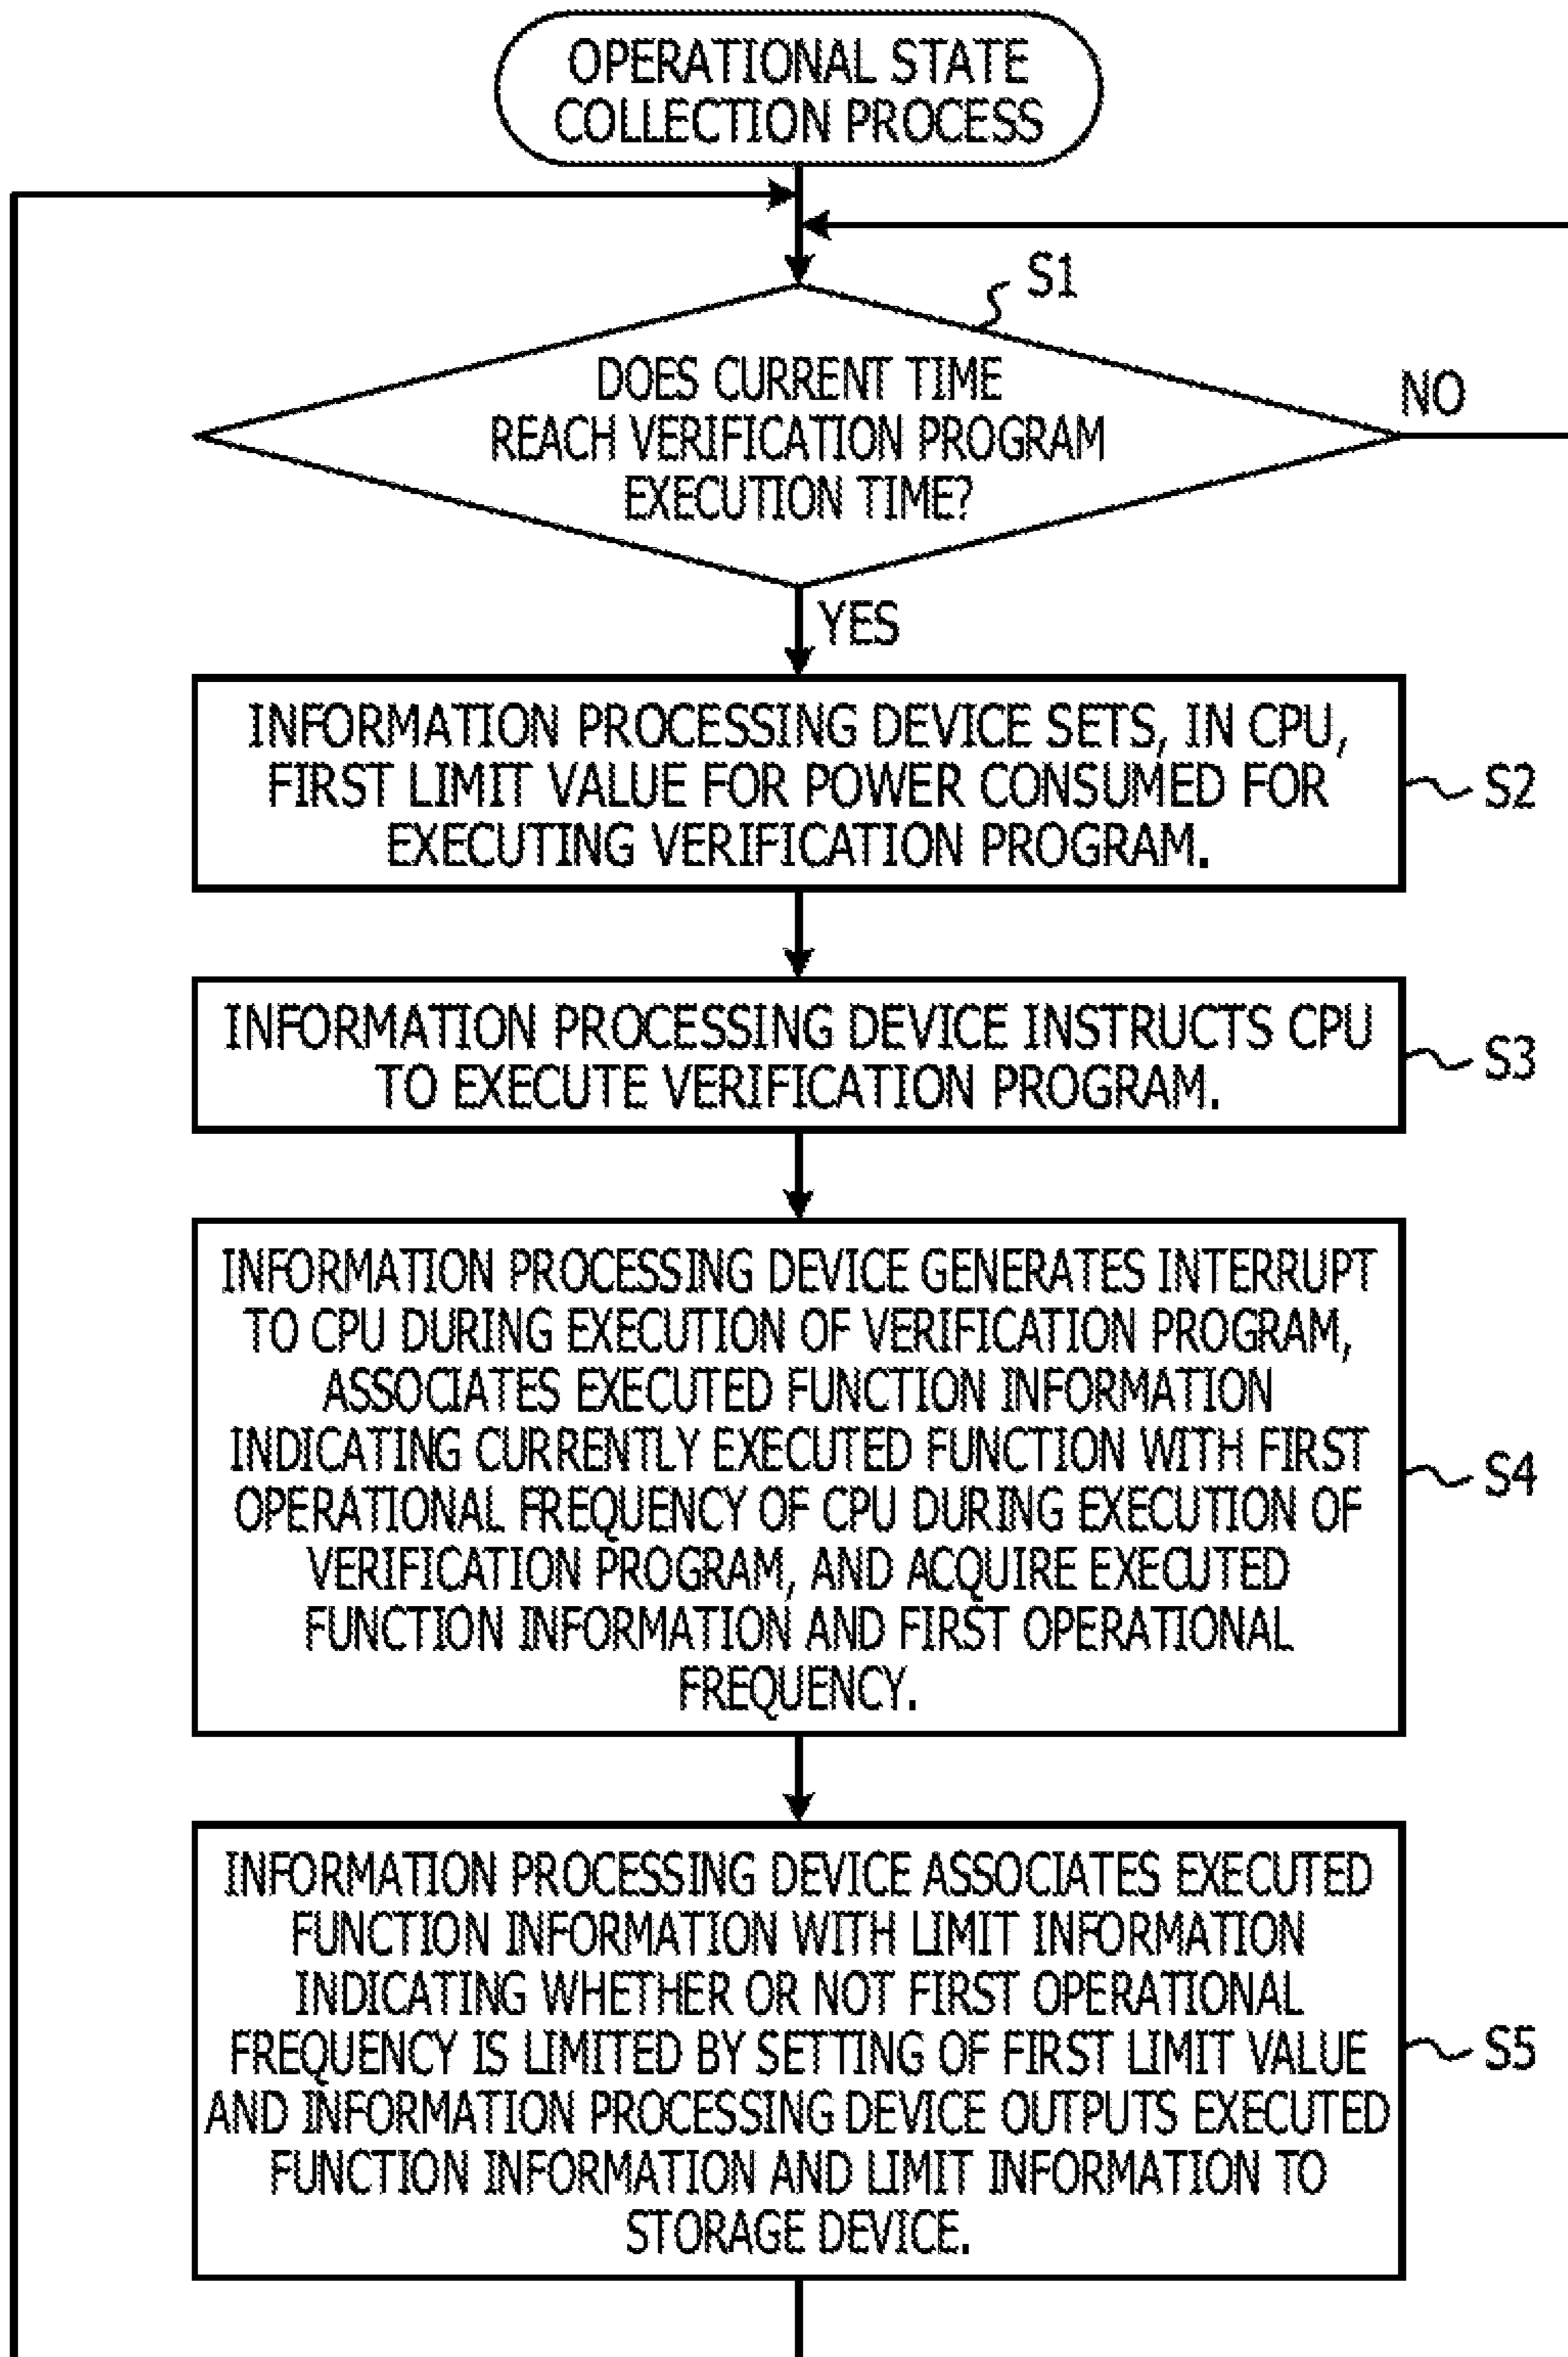 OPERATIONAL STATE
COLLECTION PROCESS
S1
DOES CURRENT TIME
REACH VERIFICATION PROGRAM
EXECUTION TIME?
NO
YES
INFORMATION PROCESSING DEVICE SETS, IN CPU,
FIRST LIMIT VALUE FOR POWER CONSUMED FOR
EXECUTING VERIFICATION PROGRAM.
S2
INFORMATION PROCESSING DEVICE INSTRUCTS CPU
TO EXECUTE VERIFICATION PROGRAM.
S3
INFORMATION PROCESSING DEVICE GENERATES INTERRUPT
TO CPU DURING EXECUTION OF VERIFICATION PROGRAM,
ASSOCIATES EXECUTED FUNCTION INFORMATION
INDICATING CURRENTLY EXECUTED FUNCTION WITH FIRST
OPERATIONAL FREQUENCY OF CPU DURING EXECUTION OF
VERIFICATION PROGRAM, AND ACQUIRE EXECUTED
FUNCTION INFORMATION AND FIRST OPERATIONAL
FREQUENCY.
S4
INFORMATION PROCESSING DEVICE ASSOCIATES EXECUTED
FUNCTION INFORMATION WITH LIMIT INFORMATION
INDICATING WHETHER OR NOT FIRST OPERATIONAL
FREQUENCY IS LIMITED BY SETTING OF FIRST LIMIT VALUE
AND INFORMATION PROCESSING DEVICE OUTPUTS EXECUTED
FUNCTION INFORMATION AND LIMIT INFORMATION TO
STORAGE DEVICE.
S5